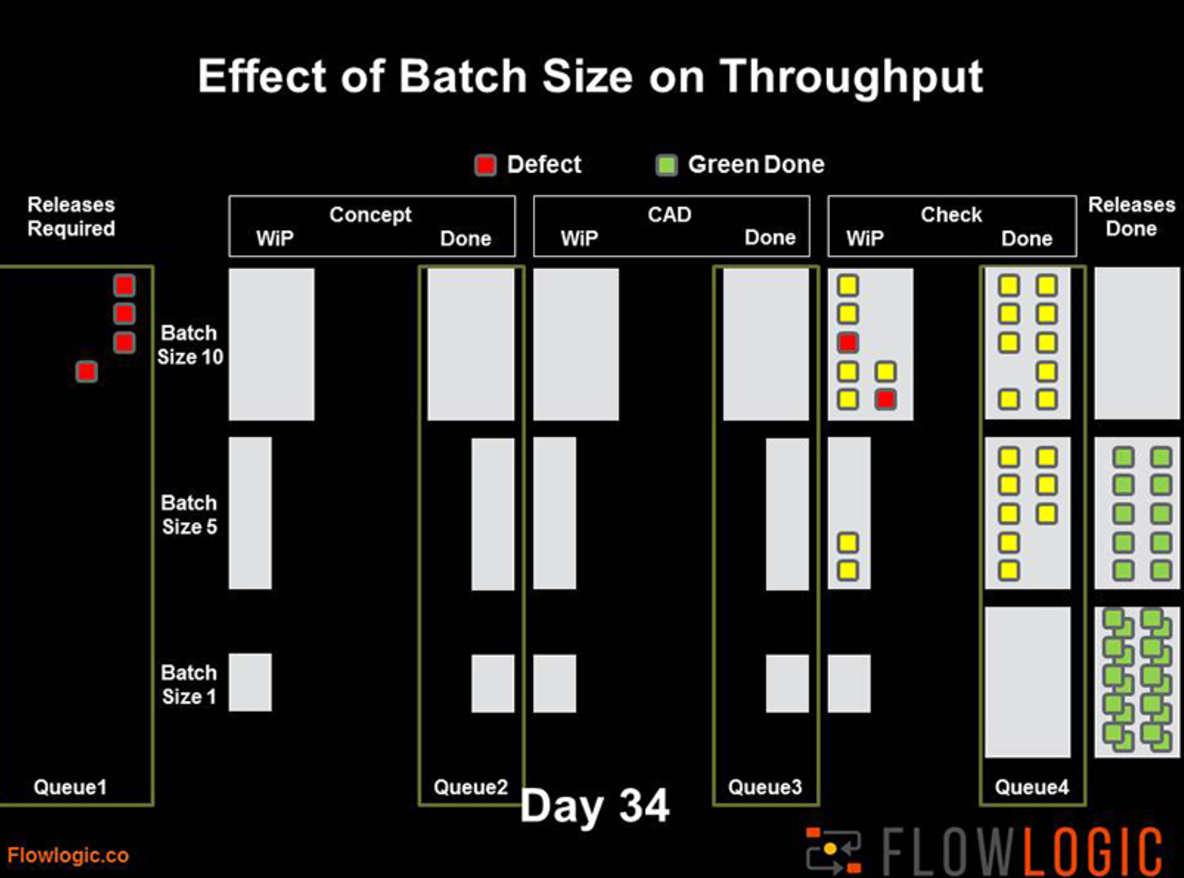 Effect of Batch Size on Throughput
Defect
Green Done
Releases
Required
Concept
WiP
Done
CAD
WiP
Done
Check
WiP
Done
Releases
Done
Batch
Size 10
Batch
Size 5
Batch
Size 1
Queue1
Queue2
Queue3
Queue4
Day 34
Flowlogic.co
FLOWLOGIC